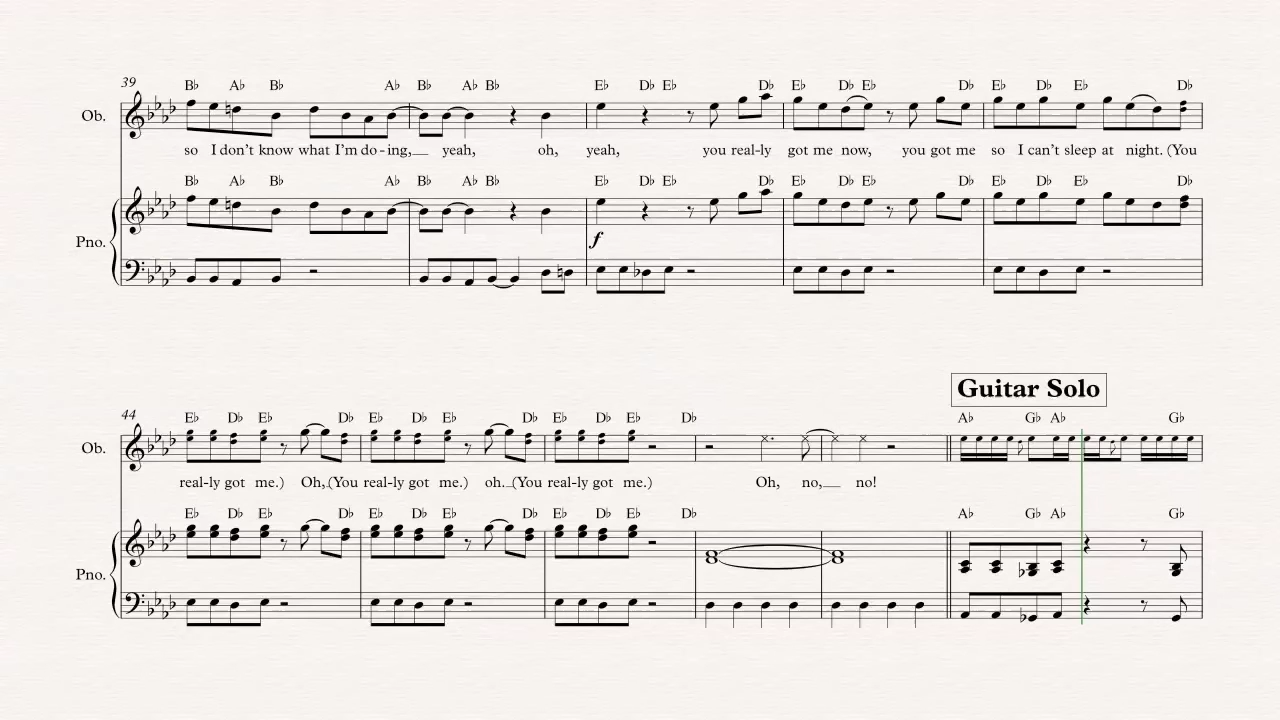 39
B♭ A♭ B♭ A♭ B♭ A♭ B♭ E♭ D♭ E♭ D♭ E♭ D♭ E♭ D♭ E♭ D♭ E♭ D♭
Ob.
so I don't know what I'm do-ing,__ yeah, oh, yeah, you real-ly got me now, you got me so I can't sleep at night. (You
B♭ A♭ B♭ A♭ B♭ A♭ B♭ E♭ D♭ E♭ D♭ E♭ D♭ E♭ D♭ E♭ D♭ E♭ D♭
Pno.
f
44
Guitar Solo
E♭ D♭ E♭ D♭ E♭ D♭ E♭ D♭ E♭ D♭ E♭ D♭ A♭ G♭ A♭ G♭
Ob.
real-ly got me.) Oh,(You real-ly got me.) oh._(You real-ly got me.) Oh, no,__ no!
E♭ D♭ E♭ D♭ E♭ D♭ E♭ D♭ E♭ D♭ E♭ D♭ A♭ G♭ A♭ G♭
Pno.